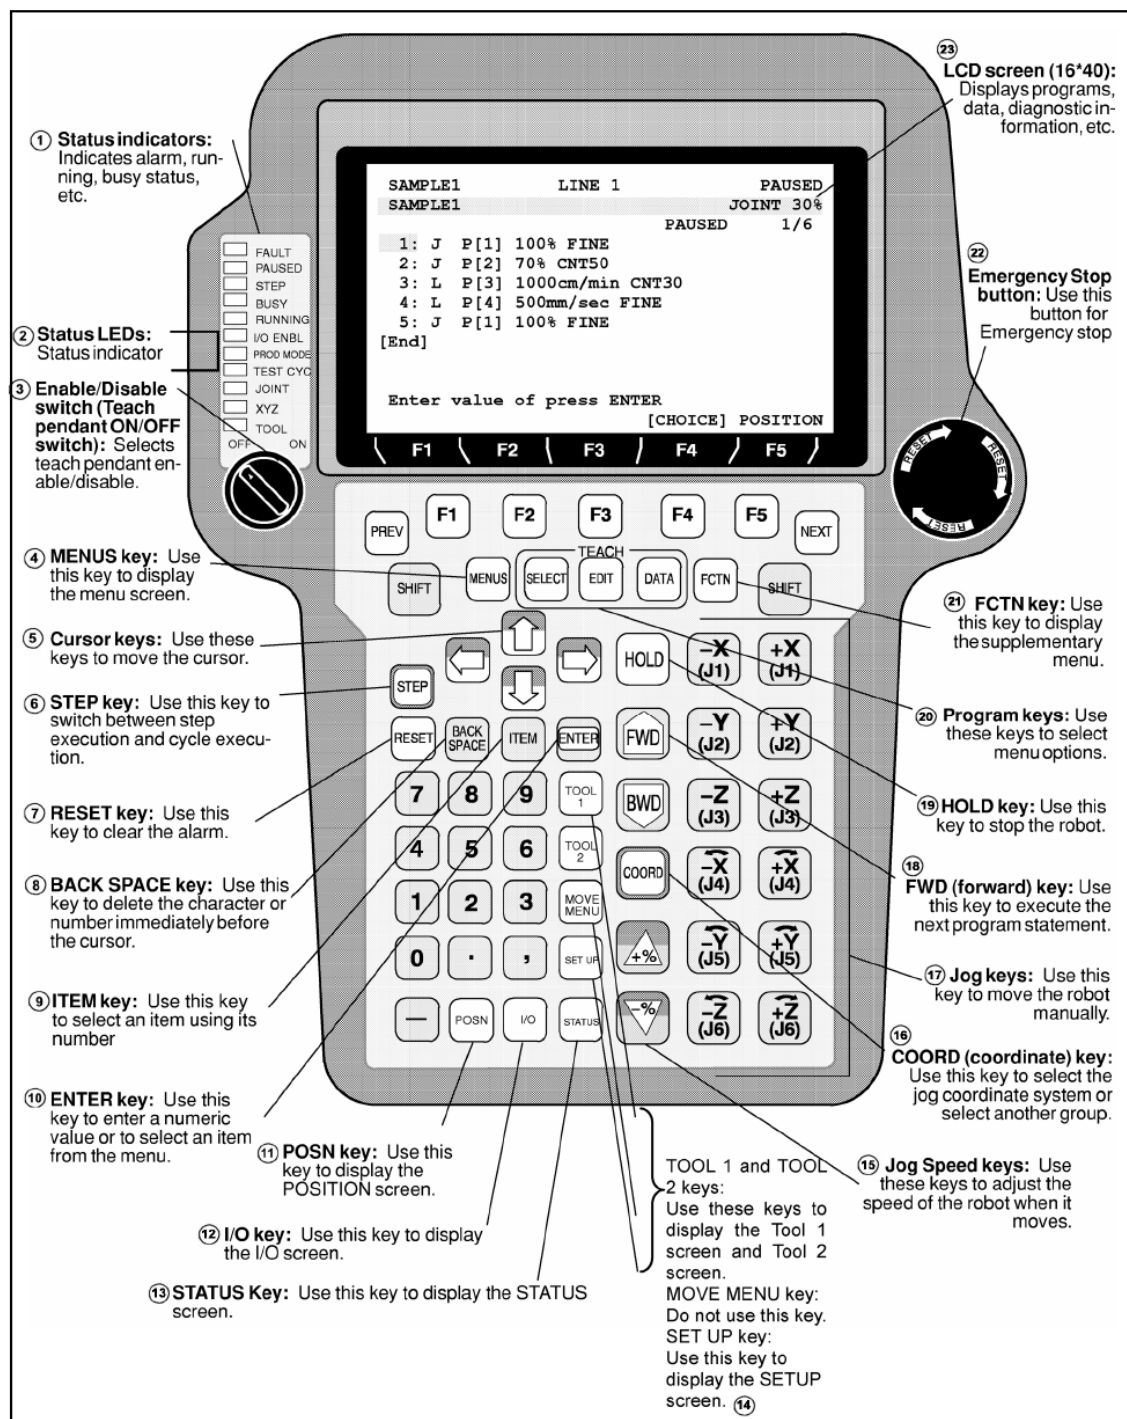 ① Status indicators:
Indicates alarm, run-
ning, busy status,
etc.
② Status LEDs:
Status indicator
③ Enable/Disable
switch (Teach
pendant ON/OFF
switch): Selects
teach pendant en-
able/disable.
FAULT
PAUSED
STEP
BUSY
RUNNING
I/O ENBL
PROD MODE
TEST CYC
JOINT
XYZ
TOOL
OFF ON
SAMPLE1 LINE 1 PAUSED
SAMPLE1 JOINT 30%
PAUSED 1/6
1: J P[1] 100% FINE
2: J P[2] 70% CNT50
3: L P[3] 1000cm/min CNT30
4: L P[4] 500mm/sec FINE
5: J P[1] 100% FINE
[End]
Enter value of press ENTER
[CHOICE] POSITION
F1 F2 F3 F4 F5
㉓
LCD screen (16*40):
Displays programs,
data, diagnostic in-
formation, etc.
㉒
Emergency Stop
button: Use this
button for
Emergency stop
RESET
RESET
RESET
PREV F1 F2 F3 F4 F5 NEXT
TEACH
SHIFT MENUS SELECT EDIT DATA FCTN SHIFT
HOLD -X (J1) +X (J1)
STEP
RESET BACK SPACE ITEM ENTER FWD -Y (J2) +Y (J2)
7 8 9 TOOL 1 BWD -Z (J3) +Z (J3)
4 5 6 TOOL 2 COORD -X (J4) +X (J4)
1 2 3 MOVE MENU
0 . , SET UP +% -Y (J5) +Y (J5)
— POSN I/O STATUS -% -Z (J6) +Z (J6)
④ MENUS key: Use
this key to display
the menu screen.
⑤ Cursor keys: Use these
keys to move the cursor.
⑥ STEP key: Use this key to
switch between step
execution and cycle execu-
tion.
⑦ RESET key: Use this
key to clear the alarm.
⑧ BACK SPACE key: Use this
key to delete the character or
number immediately before
the cursor.
⑨ ITEM key: Use this key
to select an item using its
number
⑩ ENTER key: Use this
key to enter a numeric
value or to select an item
from the menu.
⑪ POSN key: Use this
key to display the
POSITION screen.
⑫ I/O key: Use this key to display
the I/O screen.
⑬ STATUS Key: Use this key to display the STATUS
screen.
TOOL 1 and TOOL
2 keys:
Use these keys to
display the Tool 1
screen and Tool 2
screen.
MOVE MENU key:
Do not use this key.
SET UP key:
Use this key to
display the SETUP
screen. ⑭
⑮ Jog Speed keys: Use
these keys to adjust the
speed of the robot when it
moves.
⑯
COORD (coordinate) key:
Use this key to select the
jog coordinate system or
select another group.
⑰ Jog keys: Use this
key to move the robot
manually.
⑱
FWD (forward) key: Use
this key to execute the
next program statement.
⑲ HOLD key: Use this
key to stop the robot.
⑳ Program keys: Use
these keys to select
menu options.
㉑ FCTN key: Use
this key to display
the supplementary
menu.